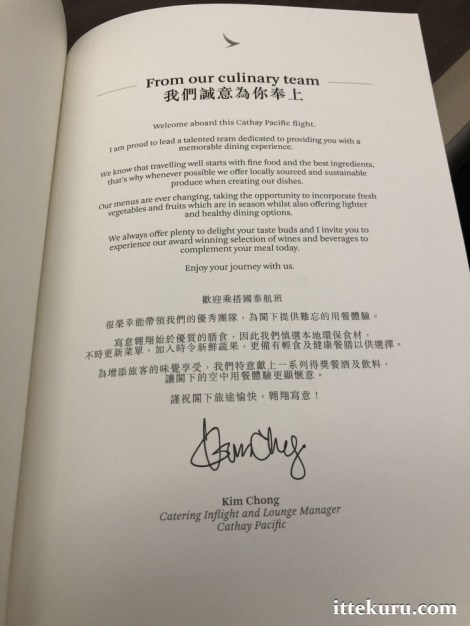 From our culinary team
我們誠意為你奉上
Welcome aboard this Cathay Pacific flight.
I am proud to lead a talented team dedicated to providing you with a
memorable dining experience.
We know that travelling well starts with fine food and the best ingredients,
that's why whenever possible we offer locally sourced and sustainable
produce when creating our dishes.
Our menus are ever changing, taking the opportunity to incorporate fresh
vegetables and fruits which are in season whilst also offering lighter
and healthy dining options.
We always offer plenty to delight your taste buds and I invite you to
experience our award winning selection of wines and beverages to
complement your meal today.
Enjoy your journey with us.
歡迎乘搭國泰航班
很榮幸能帶領我們的優秀團隊，為閣下提供難忘的用餐體驗。
寫意翱翔始於優質的膳食，因此我們慎選本地環保食材，
不時更新菜單，加入時令新鮮蔬果，更備有輕食及健康餐膳以供選擇。
為增添旅客的味覺享受，我們特意獻上一系列得獎餐酒及飲料，
讓閣下的空中用餐體驗更顯愜意。
謹祝閣下旅途愉快，翱翔寫意！
Kim Chong
Catering Inflight and Lounge Manager
Cathay Pacific
ittekuru.com